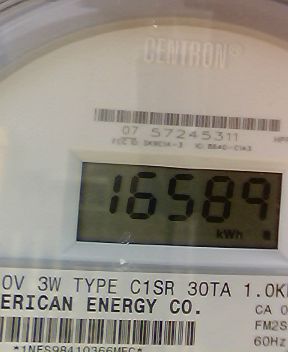 CENTRON®
07 57245311
16589
kWh
0V 3W TYPE C1SR 30TA 1.0K
ERICAN ENERGY CO.
CA 0
FM2S
60Hz